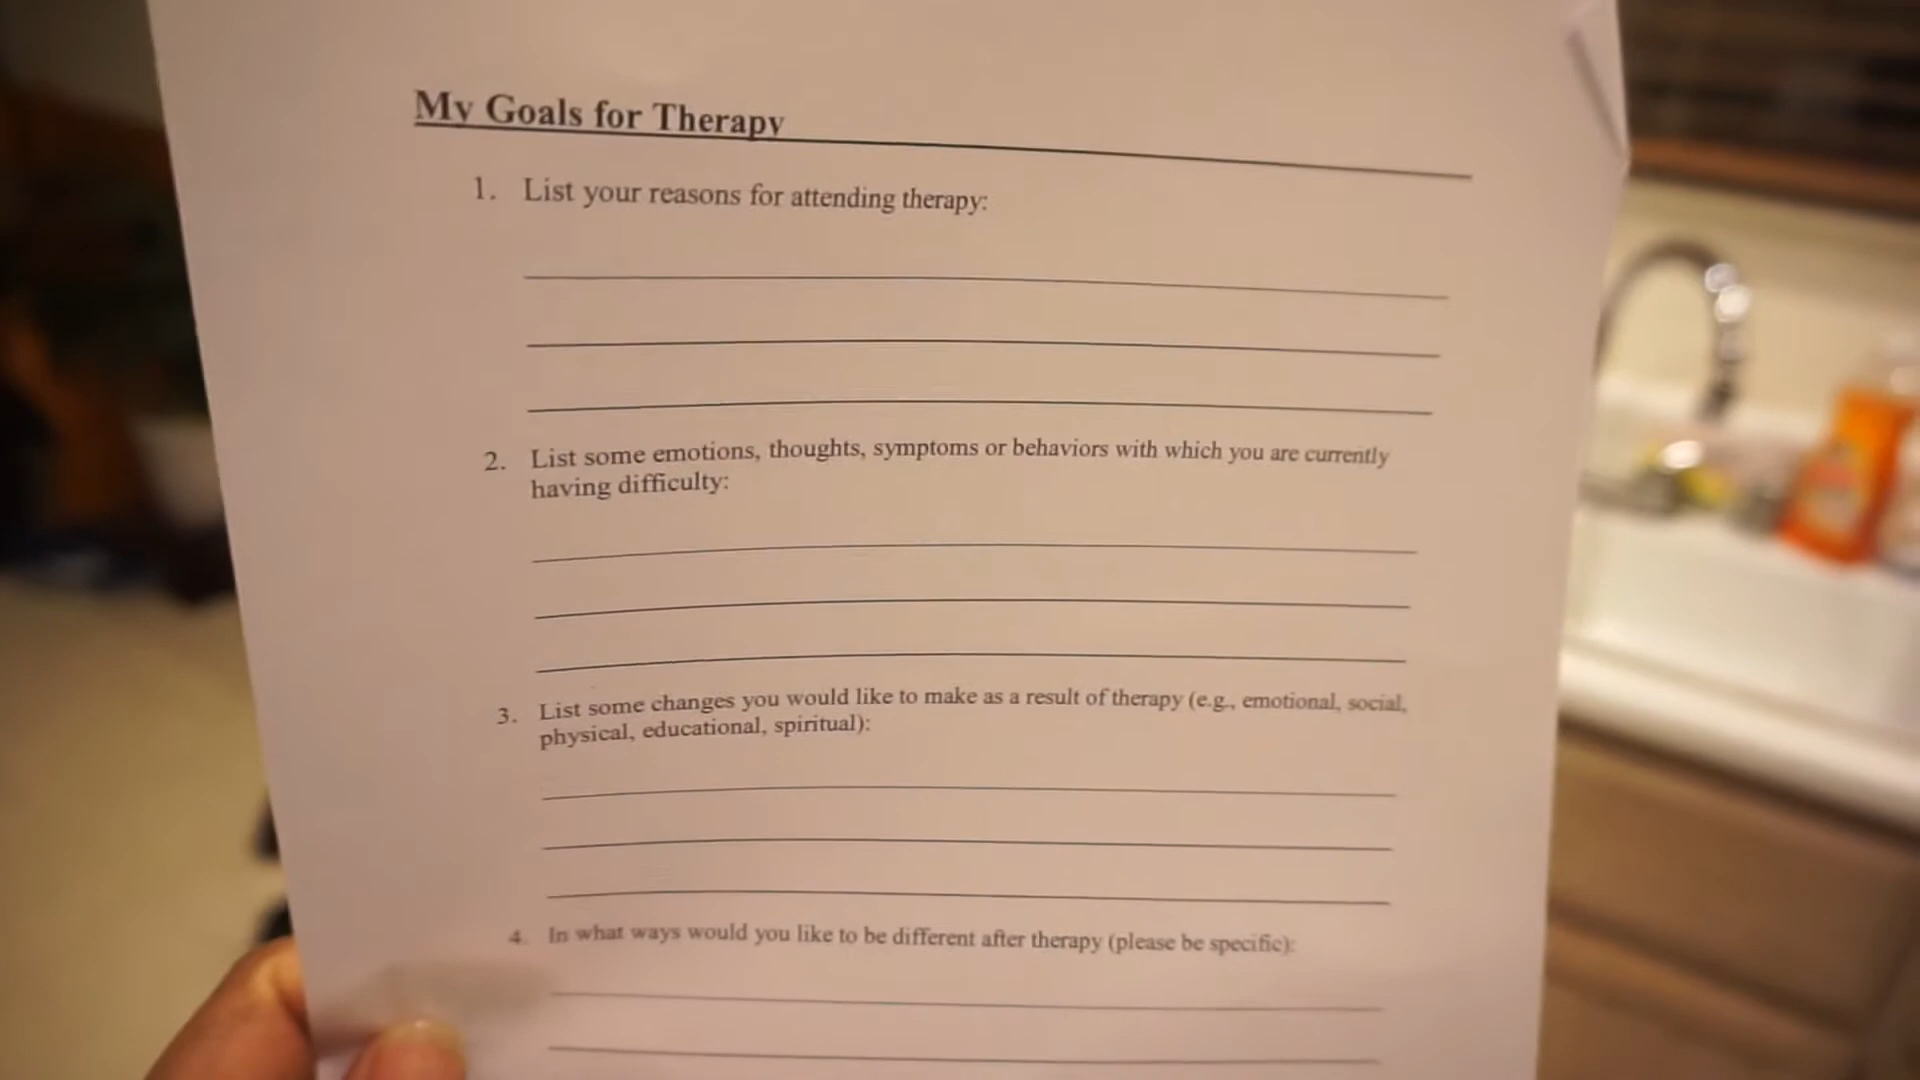 My Goals for Therapy
1. List your reasons for attending therapy:
2. List some emotions, thoughts, symptoms or behaviors with which you are currently
having difficulty:
3. List some changes you would like to make as a result of therapy (e.g., emotional, social,
physical, educational, spiritual):
4. In what ways would you like to be different after therapy (please be specific):